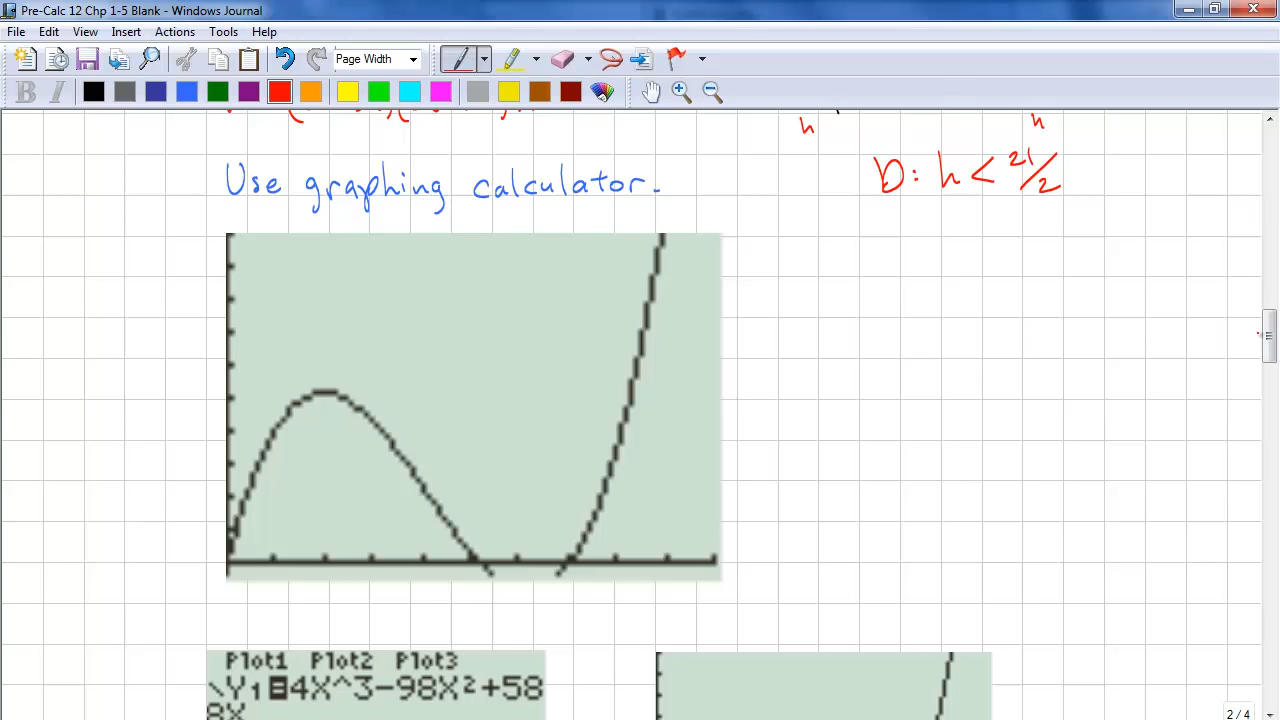 Pre-Calc 12 Chp 1-5 Blank - Windows Journal
File Edit View Insert Actions Tools Help
Page Width
B I
h
h
D: h < 21/2
Use graphing calculator.
Plot1 Plot2 Plot3
\Y1=4X^3-98X²+58
8X
2 / 4